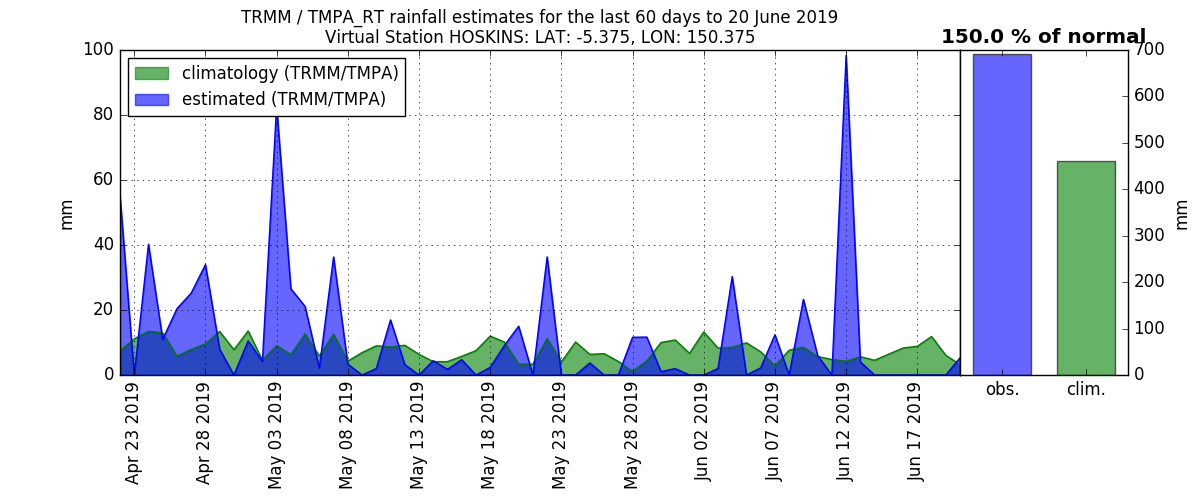 TRMM / TMPA_RT rainfall estimates for the last 60 days to 20 June 2019
Virtual Station HOSKINS: LAT: -5.375, LON: 150.375
150.0 % of normal
climatology (TRMM/TMPA)
estimated (TRMM/TMPA)
mm
100
80
60
40
20
0
Apr 23 2019
Apr 28 2019
May 03 2019
May 08 2019
May 13 2019
May 18 2019
May 23 2019
May 28 2019
Jun 02 2019
Jun 07 2019
Jun 12 2019
Jun 17 2019
700
600
500
400
300
200
100
0
mm
obs.
clim.